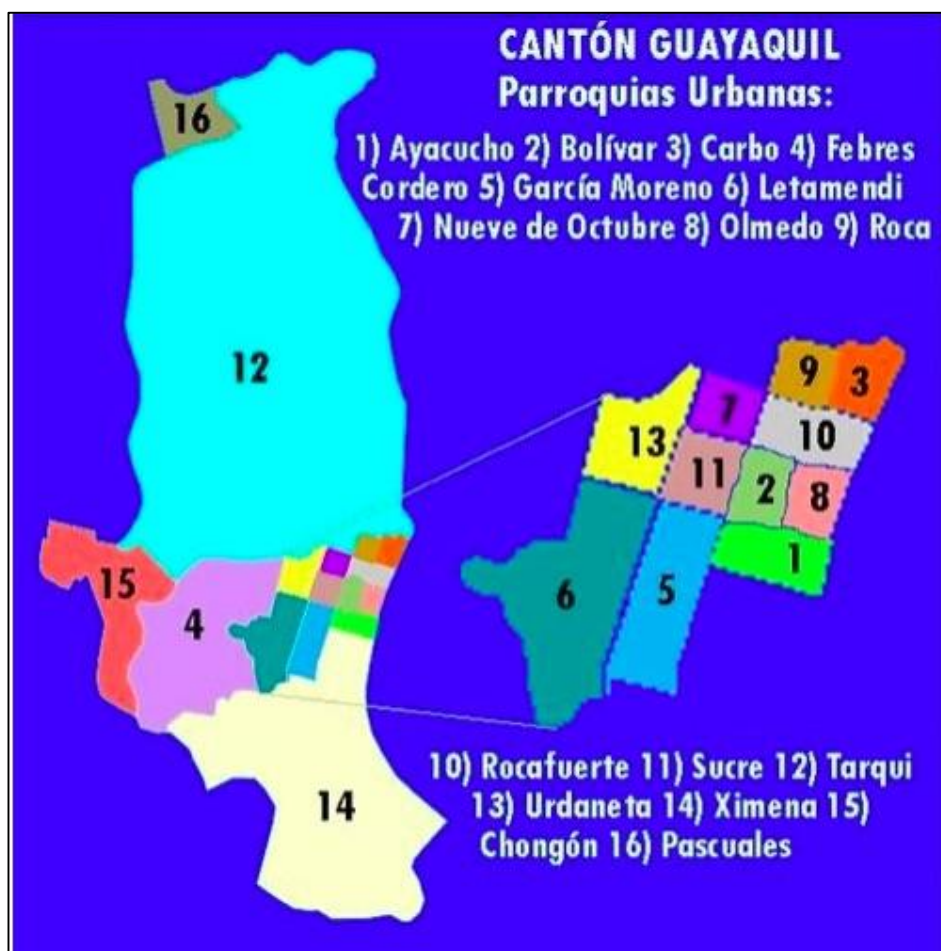 CANTÓN GUAYAQUIL
Parroquias Urbanas:
1) Ayacucho 2) Bolívar 3) Carbo 4) Febres
Cordero 5) García Moreno 6) Letamendi
7) Nueve de Octubre 8) Olmedo 9) Roca
16
12
15
4
14
9
3
7
10
13
11
2
8
1
6
5
10) Rocafuerte 11) Sucre 12) Tarqui
13) Urdaneta 14) Ximena 15)
Chongón 16) Pascuales